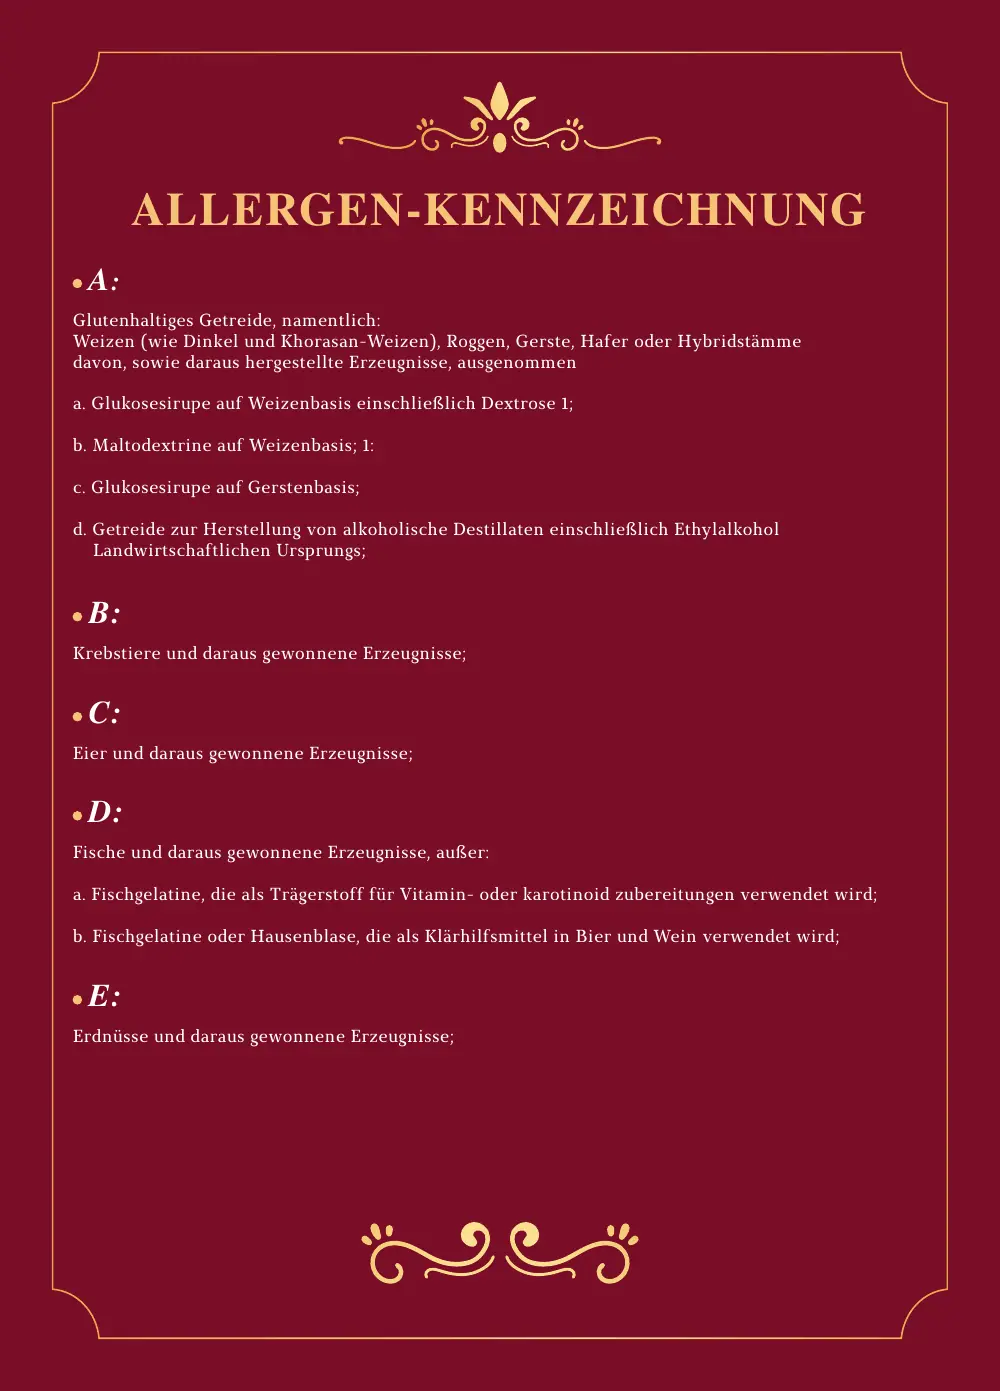 ALLERGEN-KENNZEICHNUNG
A:
Glutenhaltiges Getreide, namentlich:
Weizen (wie Dinkel und Khorasan-Weizen), Roggen, Gerste, Hafer oder Hybridstämme
davon, sowie daraus hergestellte Erzeugnisse, ausgenommen
a. Glukosesirupe auf Weizenbasis einschließlich Dextrose 1;
b. Maltodextrine auf Weizenbasis; 1:
c. Glukosesirupe auf Gerstenbasis;
d. Getreide zur Herstellung von alkoholische Destillaten einschließlich Ethylalkohol
Landwirtschaftlichen Ursprungs;
B:
Krebstiere und daraus gewonnene Erzeugnisse;
C:
Eier und daraus gewonnene Erzeugnisse;
D:
Fische und daraus gewonnene Erzeugnisse, außer:
a. Fischgelatine, die als Trägerstoff für Vitamin- oder karotinoid zubereitungen verwendet wird;
b. Fischgelatine oder Hausenblase, die als Klärhilfsmittel in Bier und Wein verwendet wird;
E:
Erdnüsse und daraus gewonnene Erzeugnisse;